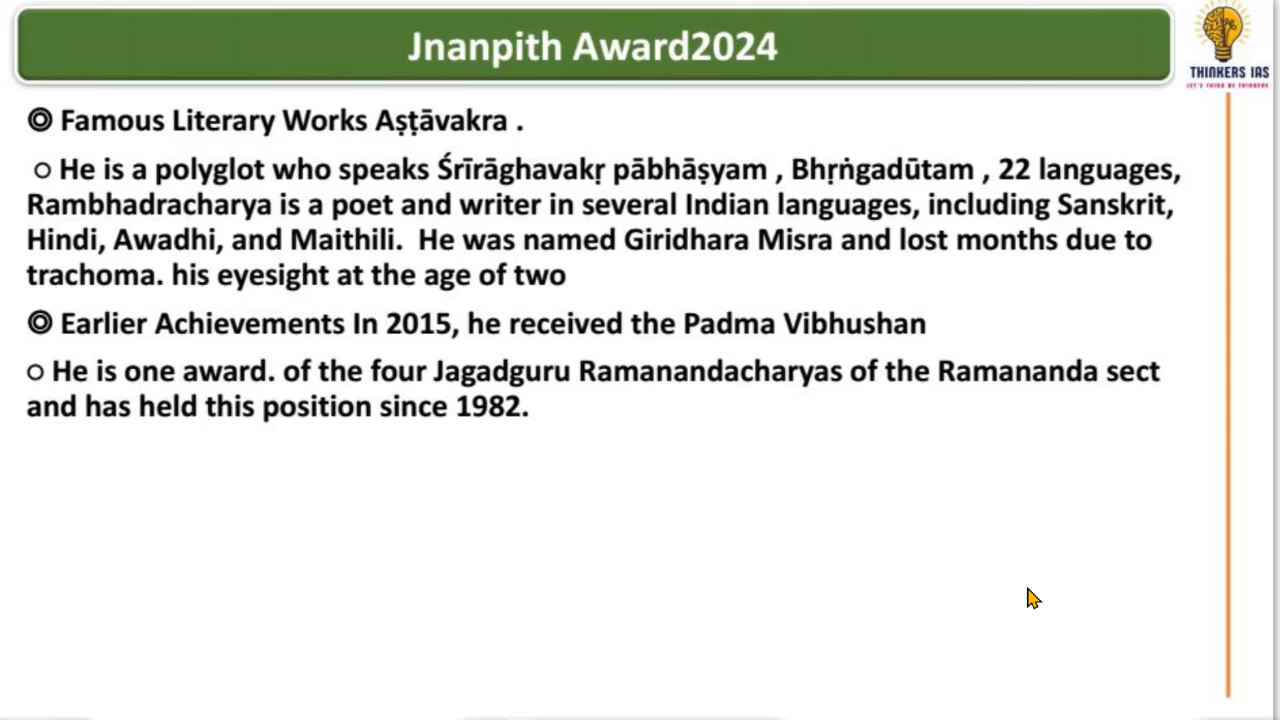 Jnanpith Award2024
THINKERS IAS
LET'S THINK BE THINKERS
◎ Famous Literary Works Aṣṭāvakra .
○ He is a polyglot who speaks Śrīrāghavakṛ pābhāṣyam , Bhṛṅgadūtam , 22 languages,
Rambhadracharya is a poet and writer in several Indian languages, including Sanskrit,
Hindi, Awadhi, and Maithili. He was named Giridhara Misra and lost months due to
trachoma. his eyesight at the age of two
◎ Earlier Achievements In 2015, he received the Padma Vibhushan
○ He is one award. of the four Jagadguru Ramanandacharyas of the Ramananda sect
and has held this position since 1982.